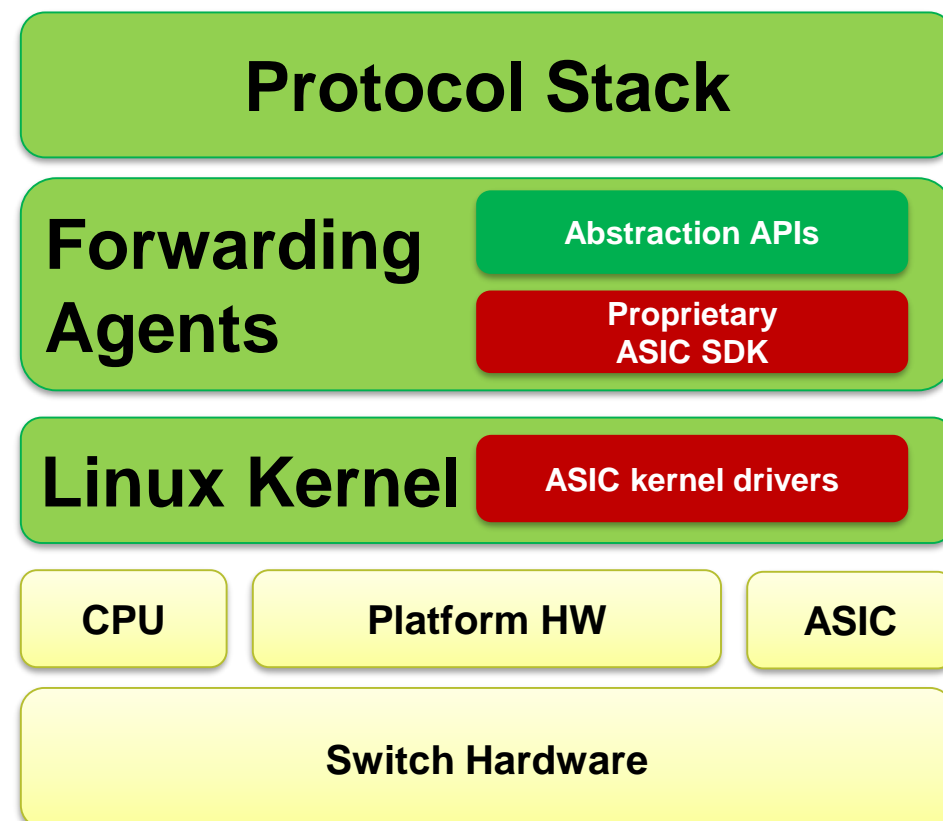 Protocol Stack
Forwarding
Agents
Abstraction APIs
Proprietary
ASIC SDK
Linux Kernel
ASIC kernel drivers
CPU
Platform HW
ASIC
Switch Hardware